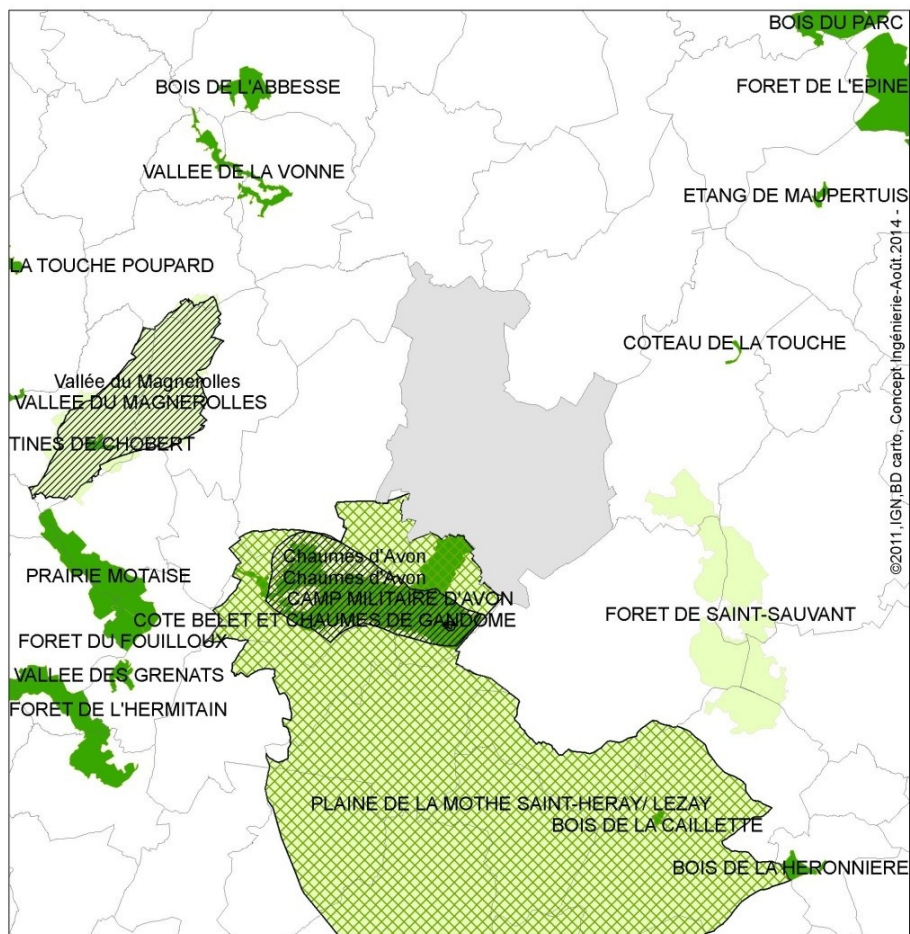 BOIS DU PARC
BOIS DE L'ABBESSE
FORET DE L'EPINE
VALLEE DE LA VONNE
ETANG DE MAUPERTUIS
LA TOUCHE POUPARD
©2011,IGN,BD carto, Concept Ingénierie-Août.2014 -
COTEAU DE LA TOUCHE
Vallée du Magnerolles
VALLEE DU MAGNEROLLES
TINES DE CHOBERT
Chaumes d'Avon
PRAIRIE MOTAISE
Chaumes d'Avon
CAMP MILITAIRE D'AVON
COTE BELET ET CHAUMES DE GANDOME
FORET DE SAINT-SAUVANT
FORET DU FOUILLOUX
VALLEE DES GRENATS
FORET DE L'HERMITAIN
PLAINE DE LA MOTHE SAINT-HERAY/ LEZAY
BOIS DE LA CAILLETTE
BOIS DE LA HERONNIERE